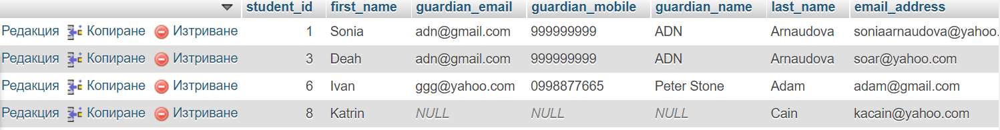 student_id first_name guardian_email guardian_mobile guardian_name last_name email_address
Редакция Копиране Изтриване 1 Sonia adn@gmail.com 999999999 ADN Arnaudova soniaarnaudova@yahoo.
Редакция Копиране Изтриване 3 Deah adn@gmail.com 999999999 ADN Arnaudova soar@yahoo.com
Редакция Копиране Изтриване 6 Ivan ggg@yahoo.com 0998877665 Peter Stone Adam adam@gmail.com
Редакция Копиране Изтриване 8 Katrin NULL NULL NULL Cain kacain@yahoo.com